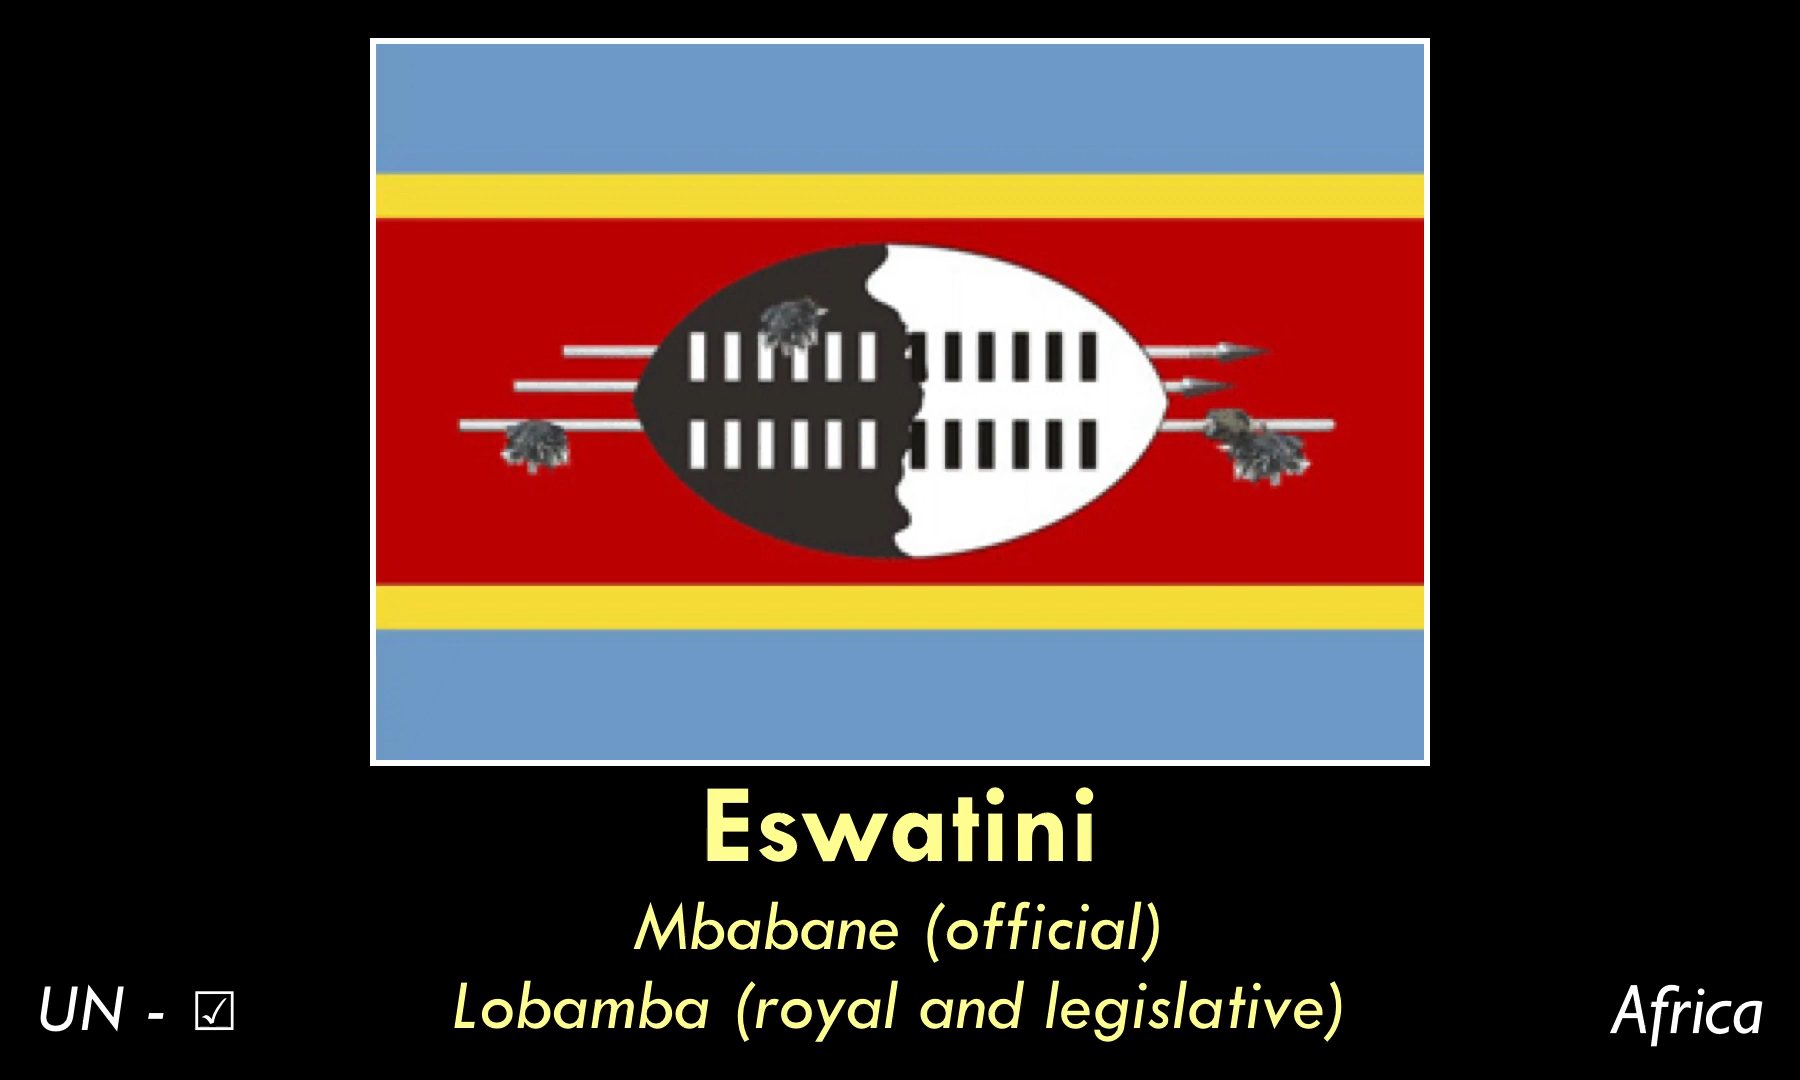 Eswatini
Mbabane (official)
Lobamba (royal and legislative)
UN - ☑
Africa